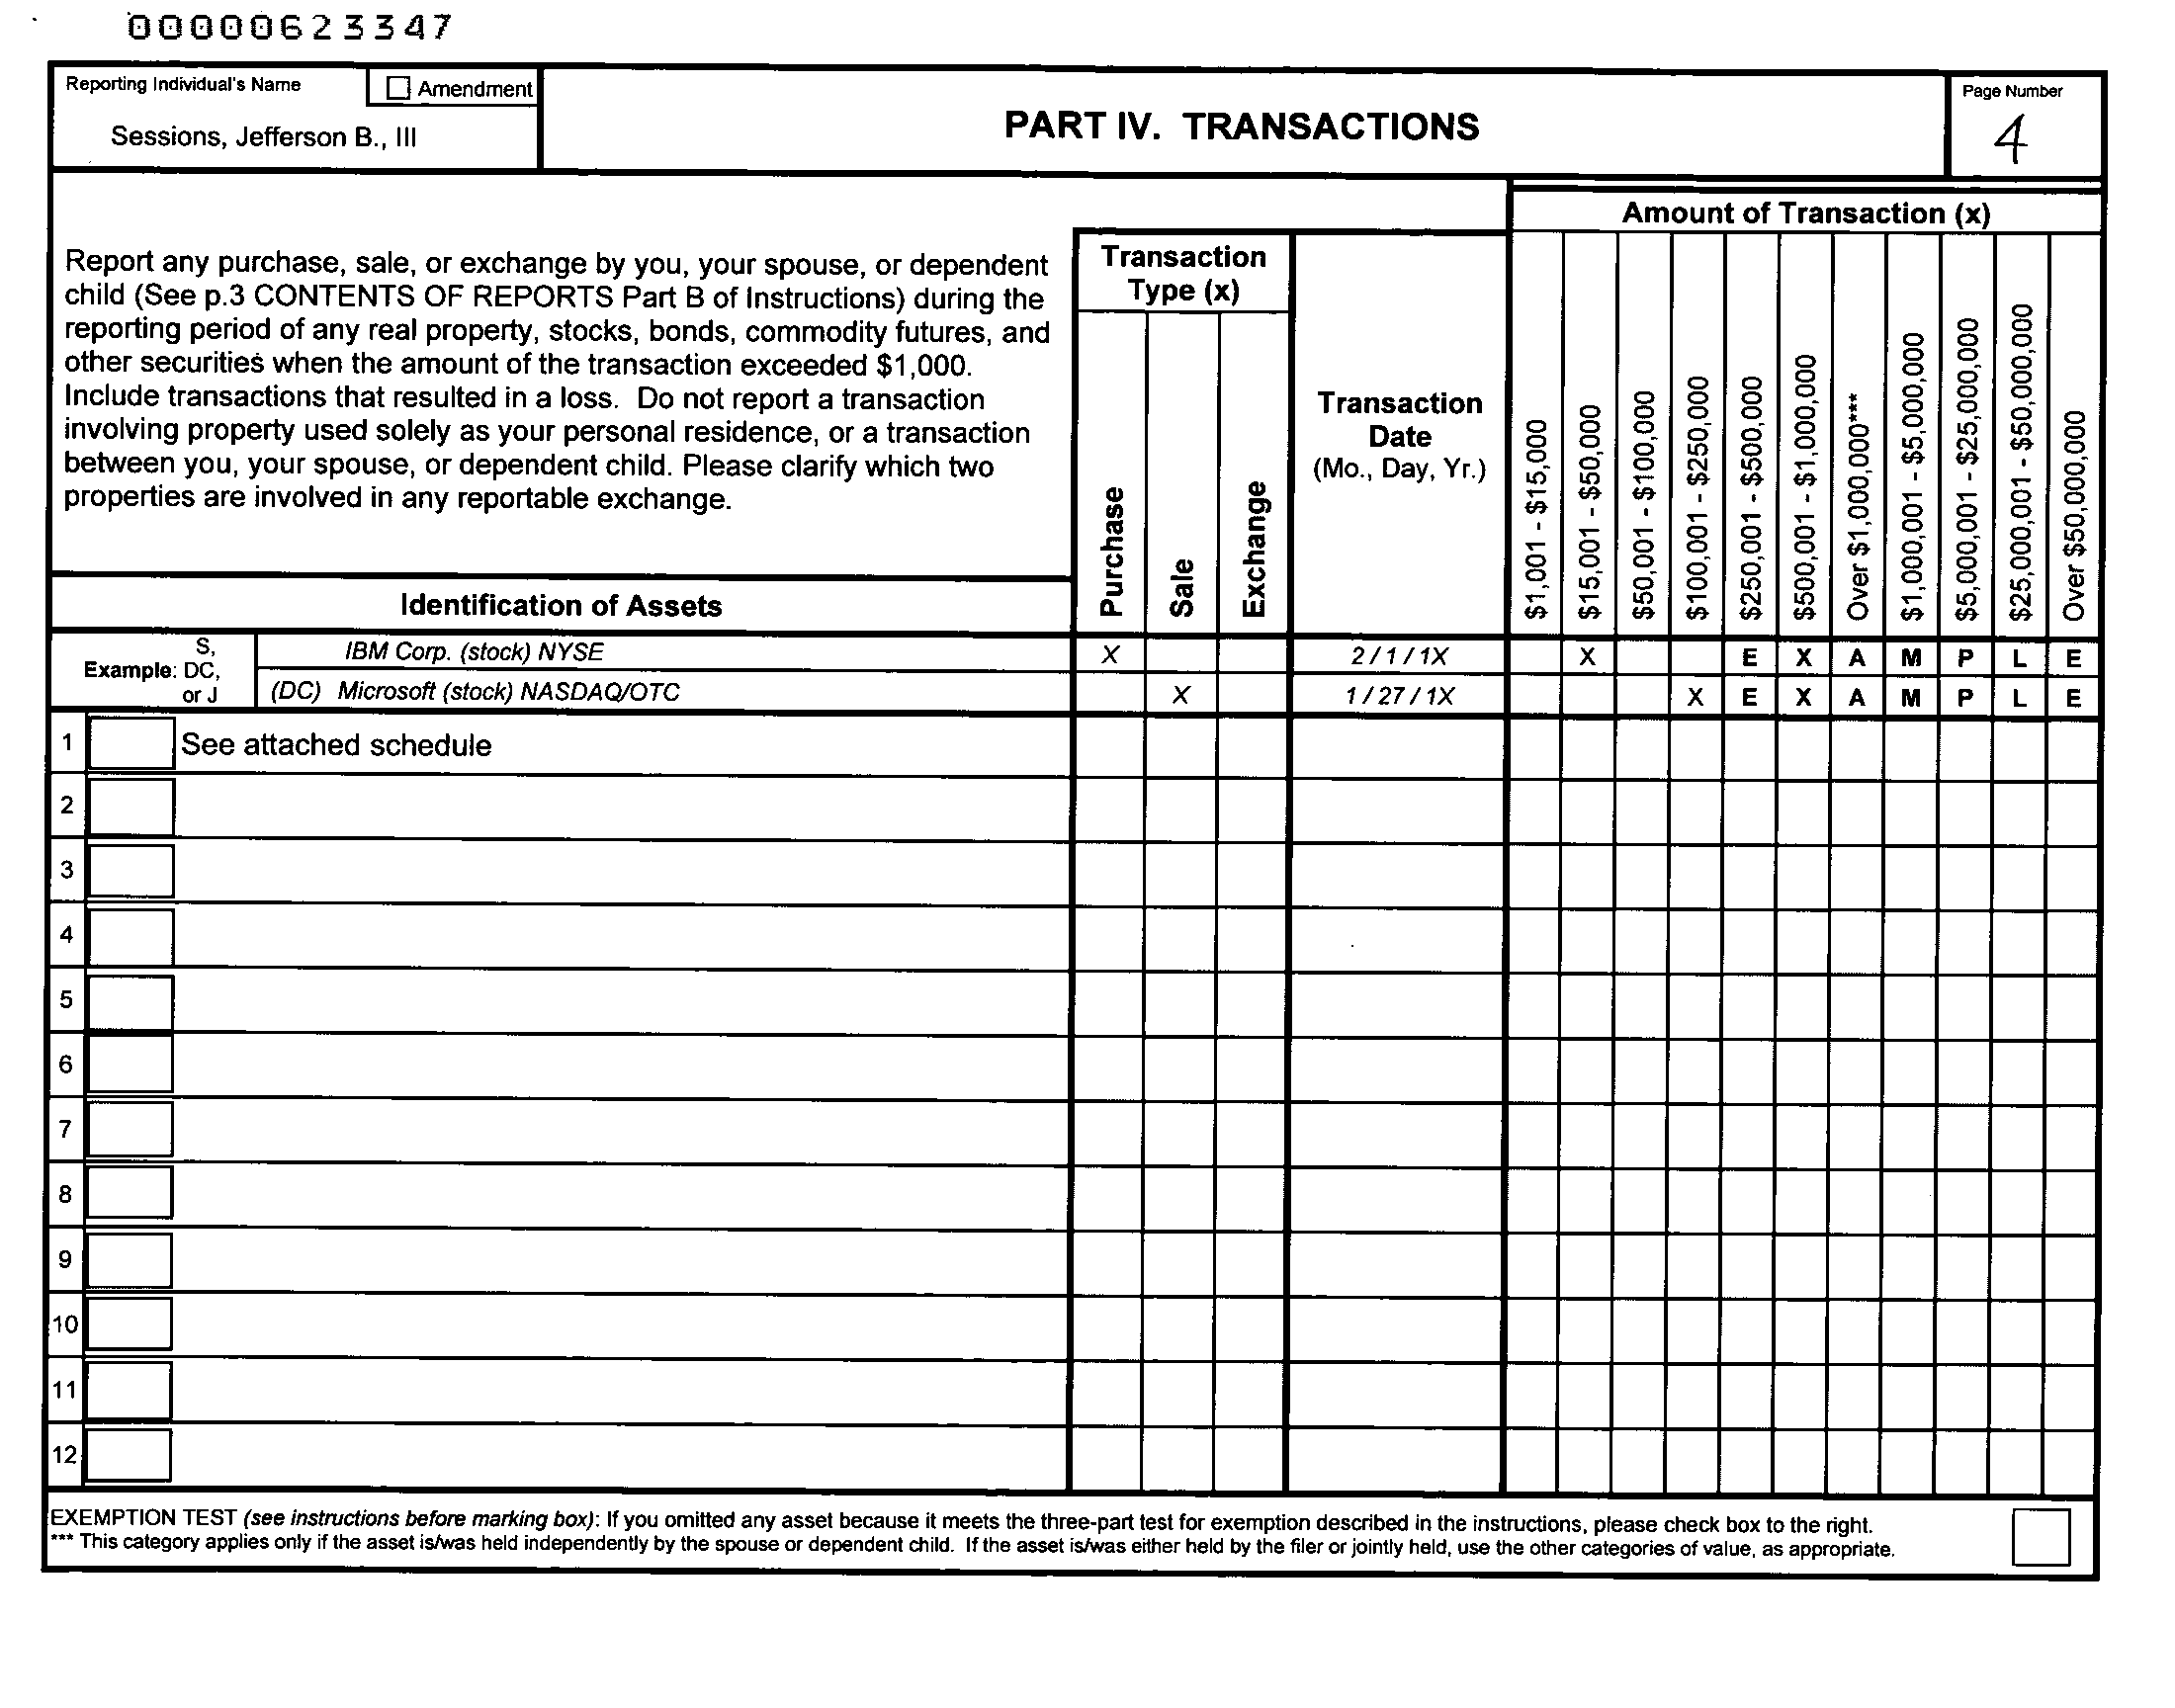 00000623347
Reporting Individual's Name
Amendment
Sessions, Jefferson B., III
PART IV. TRANSACTIONS
Page Number
4
Amount of Transaction (x)
Report any purchase, sale, or exchange by you, your spouse, or dependent
child (See p.3 CONTENTS OF REPORTS Part B of Instructions) during the
reporting period of any real property, stocks, bonds, commodity futures, and
other securities when the amount of the transaction exceeded $1,000.
Include transactions that resulted in a loss. Do not report a transaction
involving property used solely as your personal residence, or a transaction
between you, your spouse, or dependent child. Please clarify which two
properties are involved in any reportable exchange.
Transaction
Type (x)
Purchase
Sale
Exchange
Transaction
Date
(Mo., Day, Yr.)
$1,001 - $15,000
$15,001 - $50,000
$50,001 - $100,000
$100,001 - $250,000
$250,001 - $500,000
$500,001 - $1,000,000
Over $1,000,000***
$1,000,001 - $5,000,000
$5,000,001 - $25,000,000
$25,000,001 - $50,000,000
Over $50,000,000
Identification of Assets
Example: S, DC, or J
IBM Corp. (stock) NYSE X 2 / 1 / 1X X E X A M P L E
(DC) Microsoft (stock) NASDAQ/OTC X 1 / 27 / 1X X E X A M P L E
1 See attached schedule
2
3
4
5
6
7
8
9
10
11
12
EXEMPTION TEST (see instructions before marking box): If you omitted any asset because it meets the three-part test for exemption described in the instructions, please check box to the right.
*** This category applies only if the asset is/was held independently by the spouse or dependent child. If the asset is/was either held by the filer or jointly held, use the other categories of value, as appropriate.